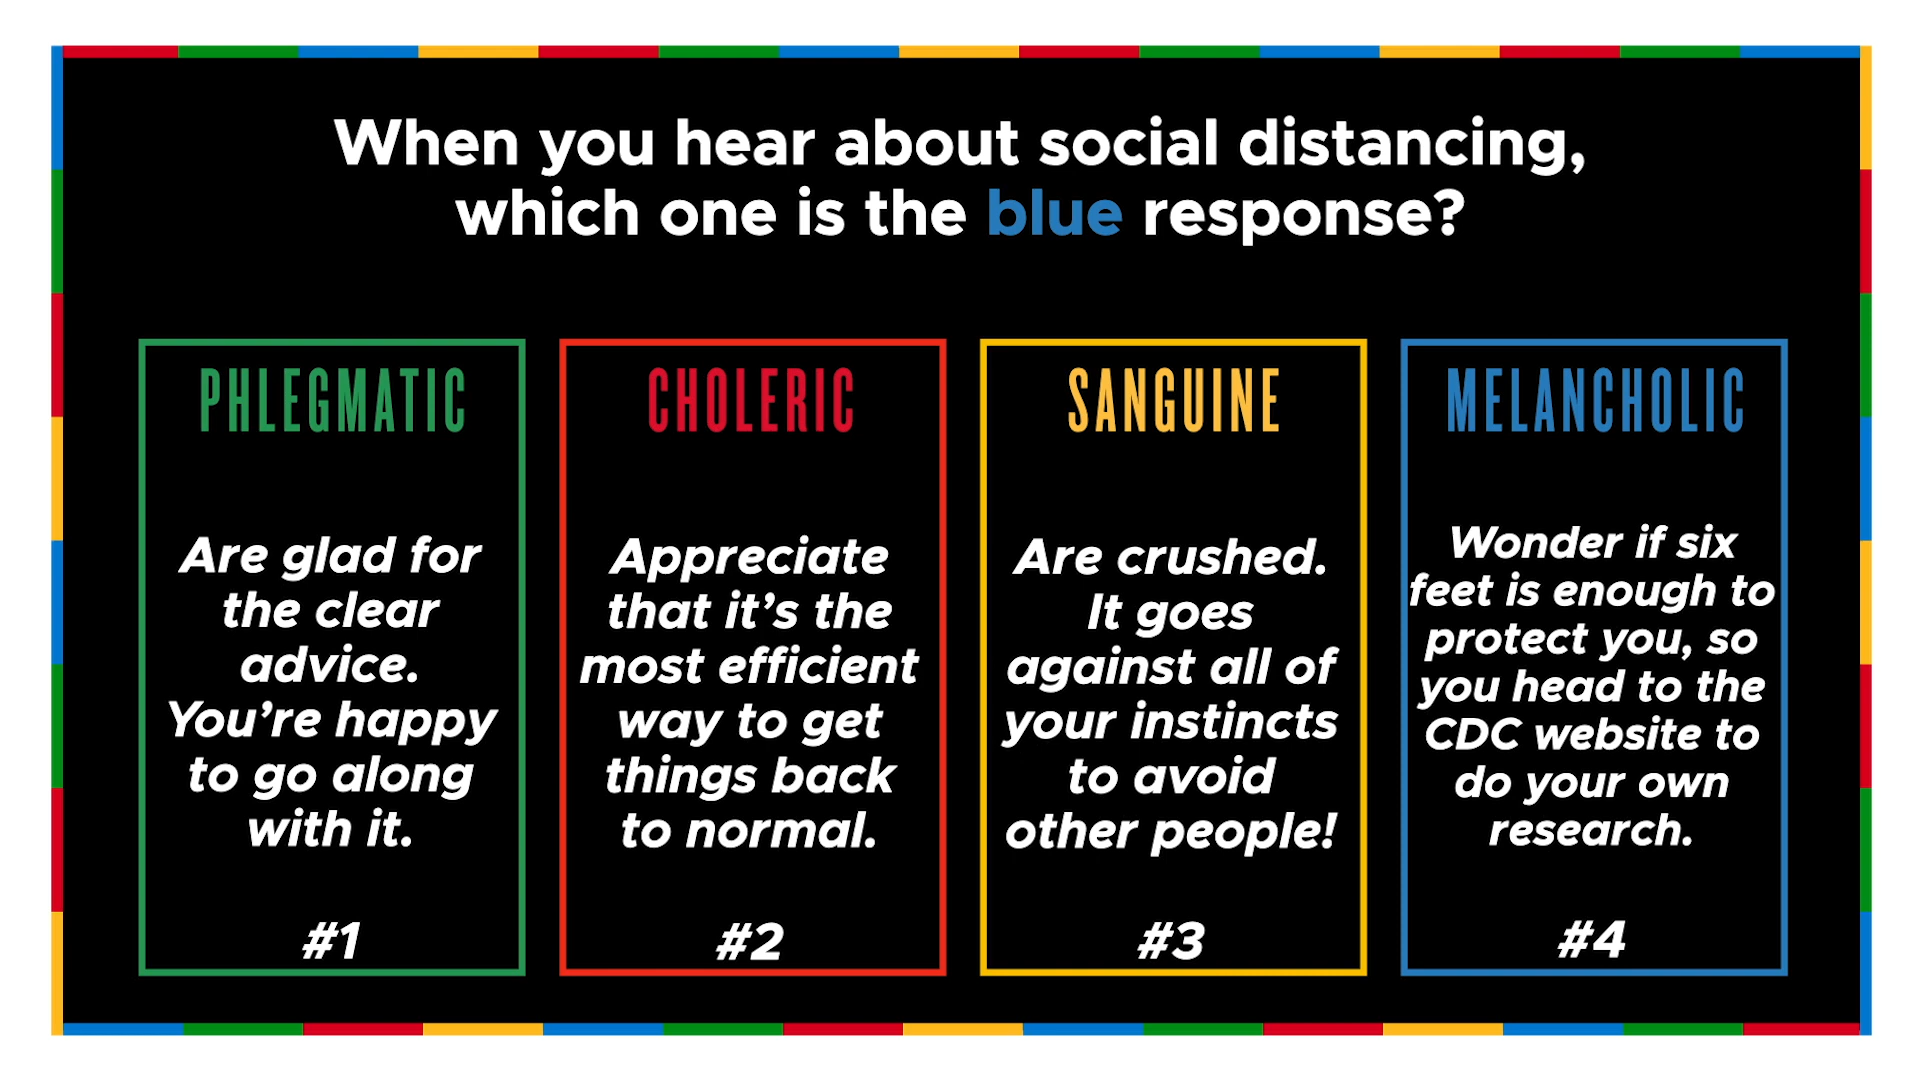 When you hear about social distancing,
which one is the blue response?
PHLEGMATIC
Are glad for
the clear
advice.
You’re happy
to go along
with it.
#1
CHOLERIC
Appreciate
that it’s the
most efficient
way to get
things back
to normal.
#2
SANGUINE
Are crushed.
It goes
against all of
your instincts
to avoid
other people!
#3
MELANCHOLIC
Wonder if six
feet is enough to
protect you, so
you head to the
CDC website to
do your own
research.
#4